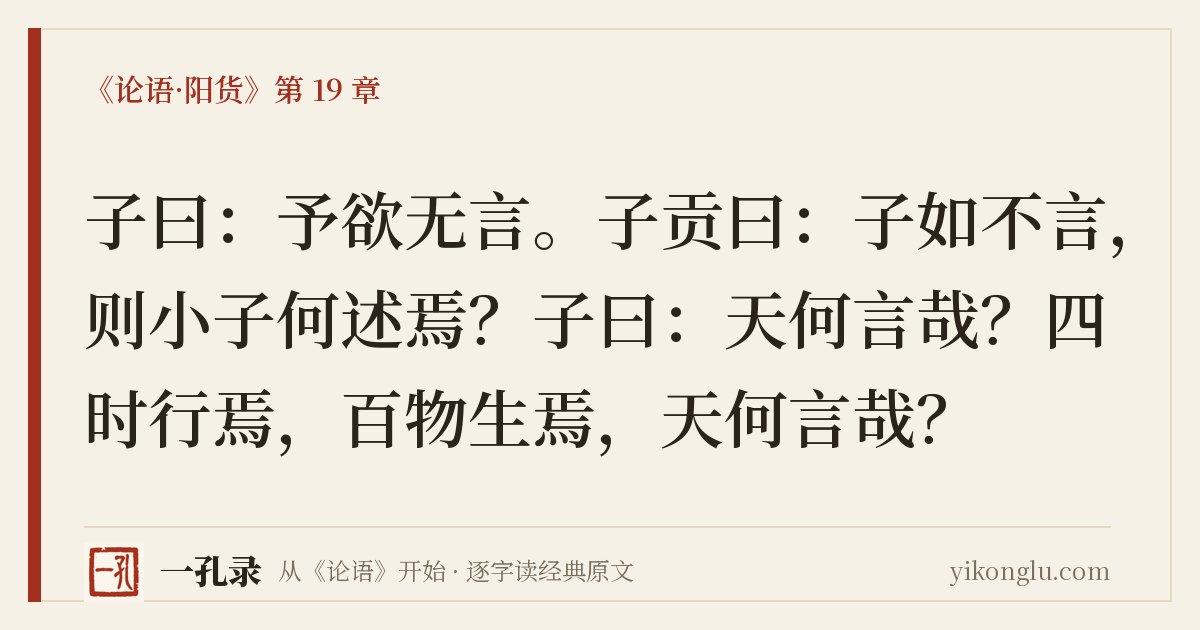 《论语·阳货》第 19 章
子曰：予欲无言。子贡曰：子如不言，
则小子何述焉？子曰：天何言哉？四
时行焉，百物生焉，天何言哉？
一孔
一孔录 从《论语》开始 · 逐字读经典原文 yikonglu.com